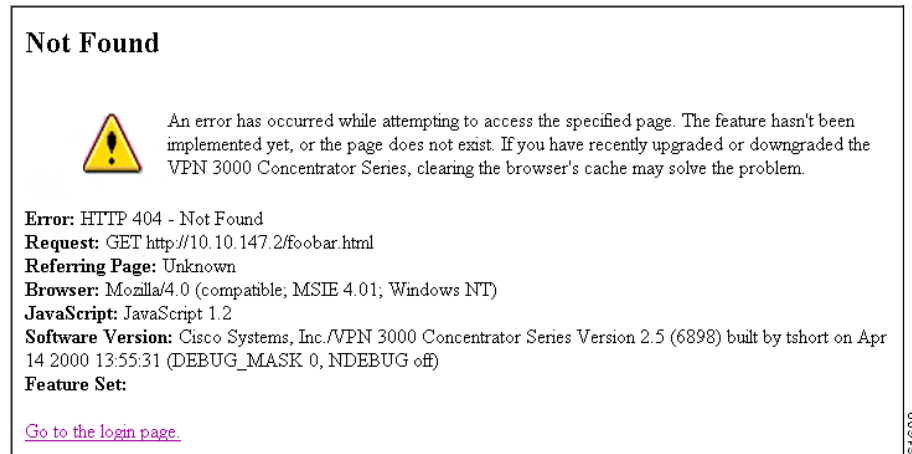 Not Found
An error has occurred while attempting to access the specified page. The feature hasn't been
implemented yet, or the page does not exist. If you have recently upgraded or downgraded the
VPN 3000 Concentrator Series, clearing the browser's cache may solve the problem.
Error: HTTP 404 - Not Found
Request: GET http://10.10.147.2/foobar.html
Referring Page: Unknown
Browser: Mozilla/4.0 (compatible; MSIE 4.01; Windows NT)
JavaScript: JavaScript 1.2
Software Version: Cisco Systems, Inc./VPN 3000 Concentrator Series Version 2.5 (6898) built by tshort on Apr
14 2000 13:55:31 (DEBUG_MASK 0, NDEBUG off)
Feature Set:
Go to the login page.